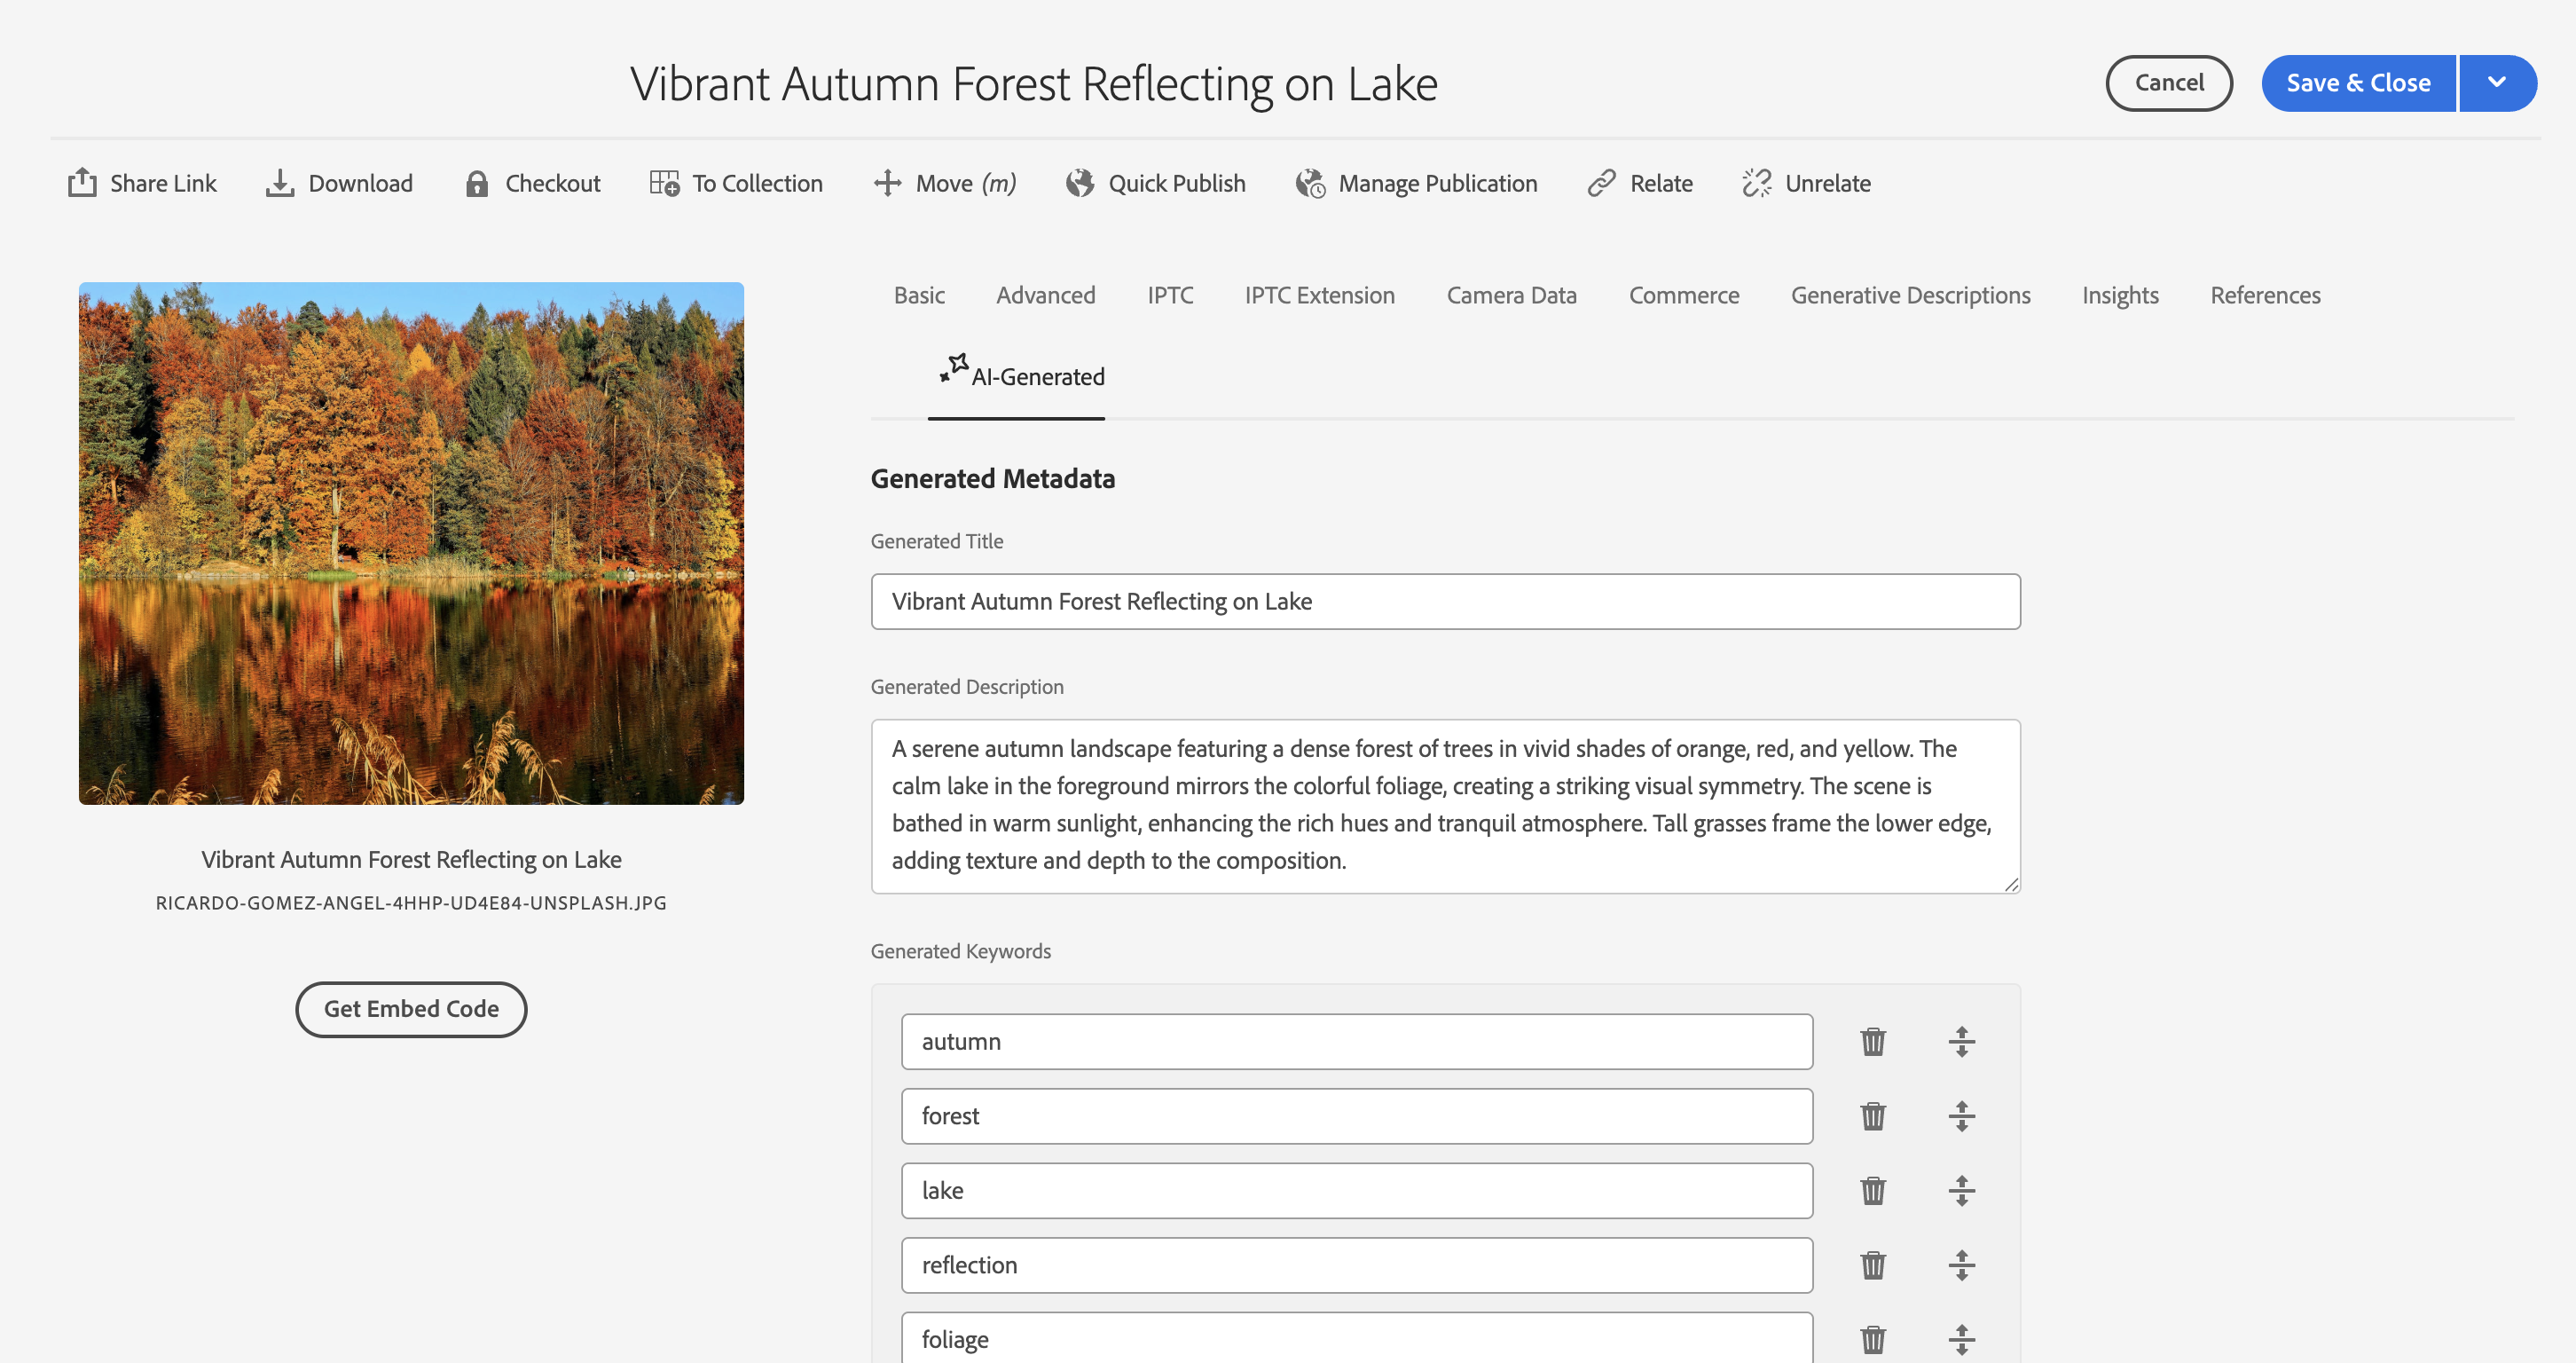 Vibrant Autumn Forest Reflecting on Lake
Cancel
Save & Close
Share Link
Download
Checkout
To Collection
Move (m)
Quick Publish
Manage Publication
Relate
Unrelate
Basic
Advanced
IPTC
IPTC Extension
Camera Data
Commerce
Generative Descriptions
Insights
References
AI-Generated
Vibrant Autumn Forest Reflecting on Lake
RICARDO-GOMEZ-ANGEL-4HHP-UD4E84-UNSPLASH.JPG
Get Embed Code
Generated Metadata
Generated Title
Vibrant Autumn Forest Reflecting on Lake
Generated Description
A serene autumn landscape featuring a dense forest of trees in vivid shades of orange, red, and yellow. The
calm lake in the foreground mirrors the colorful foliage, creating a striking visual symmetry. The scene is
bathed in warm sunlight, enhancing the rich hues and tranquil atmosphere. Tall grasses frame the lower edge,
adding texture and depth to the composition.
Generated Keywords
autumn
forest
lake
reflection
foliage